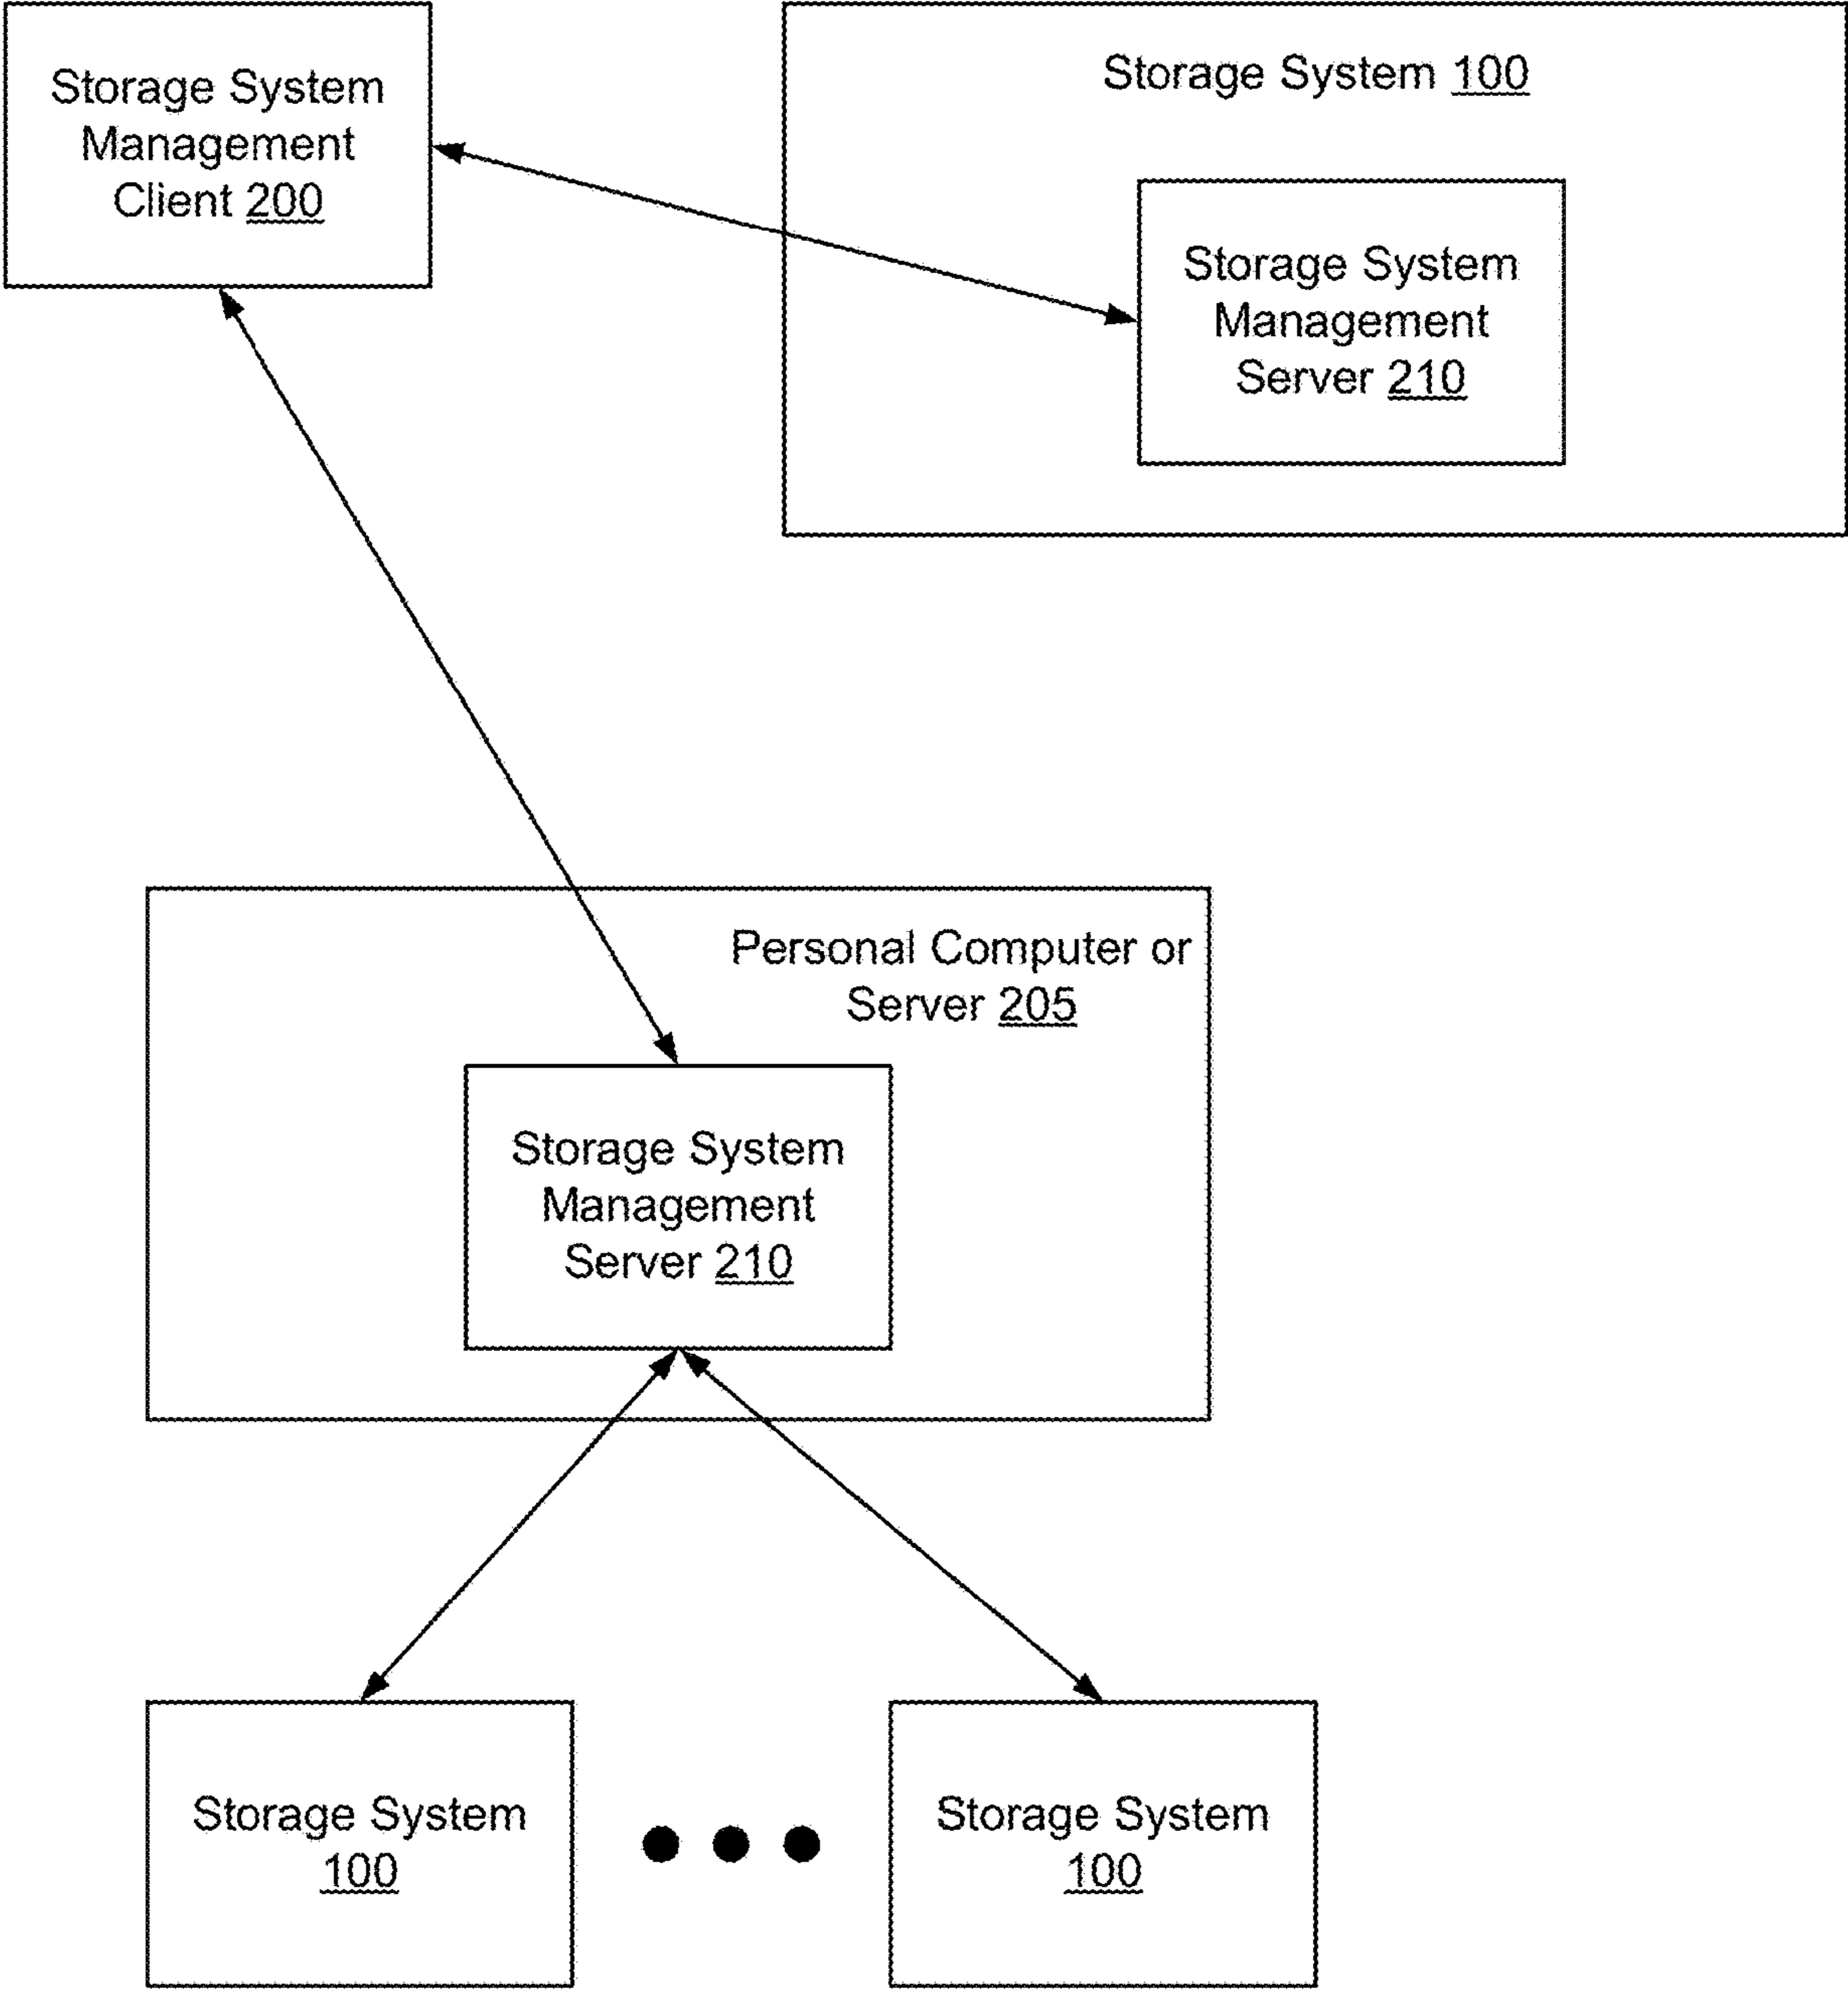 Storage System
Management
Client 200
Storage System 100
Storage System
Management
Server 210
Personal Computer or
Server 205
Storage System
Management
Server 210
Storage System
100
Storage System
100